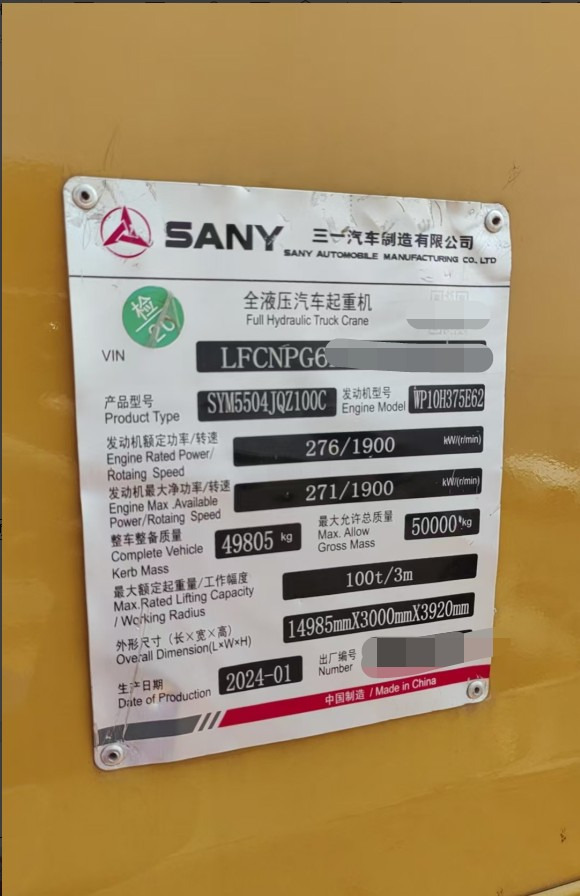 SANY 三一汽车制造有限公司
SANY AUTOMOBILE MANUFACTURING CO., LTD
检
20
全液压汽车起重机
Full Hydraulic Truck Crane
VIN LFCNPG6
产品型号 SYM5504JQZ100C 发动机型号 WP10H375E62
Product Type Engine Model
发动机额定功率/转速 276/1900 kW/(r/min)
Engine Rated Power/
Rotaing Speed
发动机最大净功率/转速 271/1900 kW/(r/min)
Engine Max .Available
Power/Rotaing Speed
整车整备质量 49805 kg 最大允许总质量 50000 kg
Complete Vehicle Max. Allow
Kerb Mass Gross Mass
最大额定起重量/工作幅度 100t/3m
Max.Rated Lifting Capacity
/ Working Radius
外形尺寸（长×宽×高） 14985mmX3000mmX3920mm
Overall Dimension(L×W×H)
生产日期 2024-01 出厂编号
Date of Production Number
中国制造 / Made in China